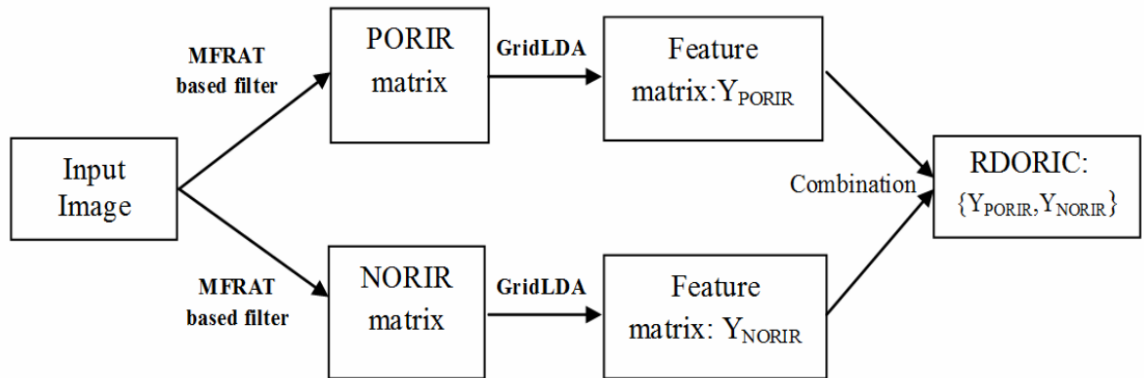 MFRAT
based filter
PORIR
matrix
GridLDA
Feature
matrix:Y_PORIR
Input
Image
Combination
RDORIC:
{Y_PORIR,Y_NORIR}
MFRAT
based filter
NORIR
matrix
GridLDA
Feature
matrix: Y_NORIR